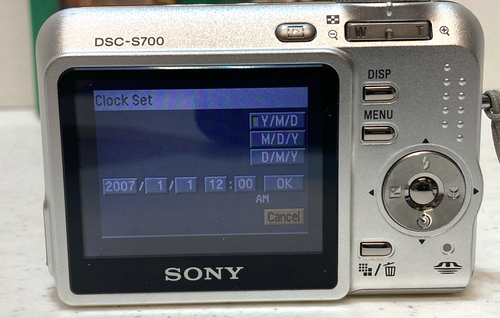 DSC-S700
W T
DISP
MENU
Clock Set
Y/M/D
M/D/Y
D/M/Y
2007/ 1/ 1 12:00 OK
AM
Cancel
SONY